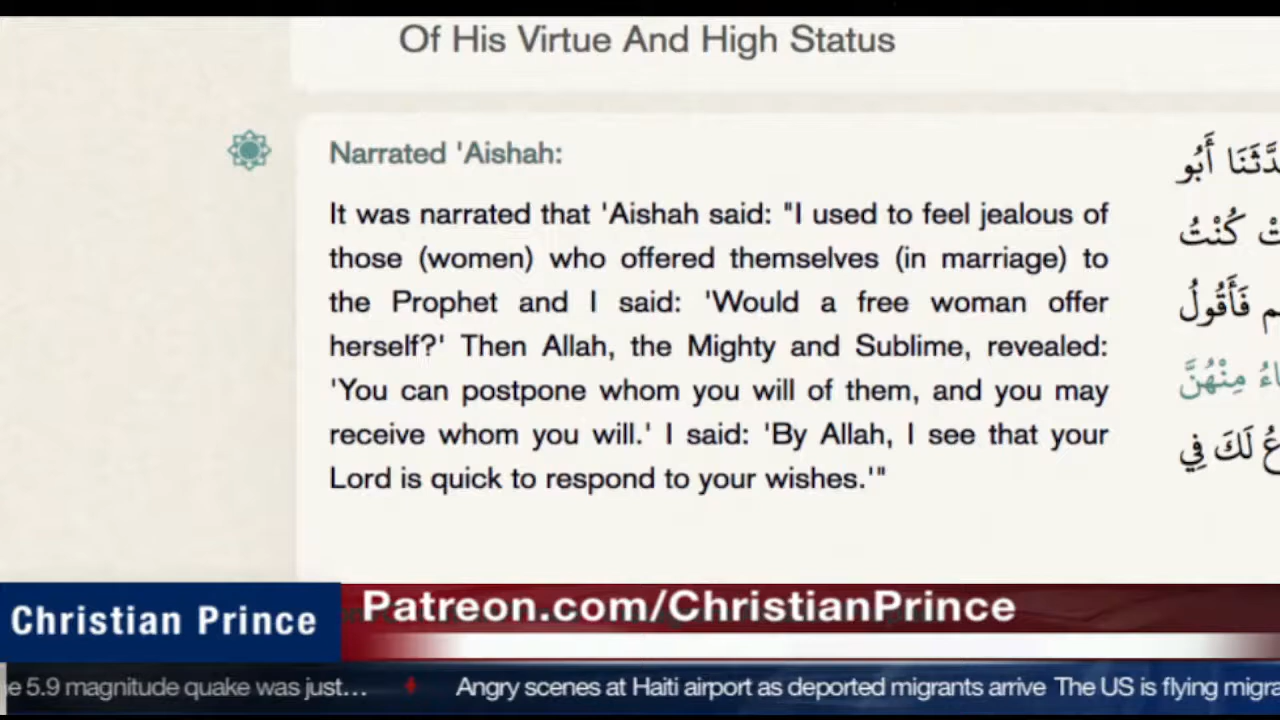 Of His Virtue And High Status
Narrated 'Aishah:
It was narrated that 'Aishah said: "I used to feel jealous of
those (women) who offered themselves (in marriage) to
the Prophet and I said: 'Would a free woman offer
herself?' Then Allah, the Mighty and Sublime, revealed:
'You can postpone whom you will of them, and you may
receive whom you will.' I said: 'By Allah, I see that your
Lord is quick to respond to your wishes.'"
أَبُو
كُنْتُ
فَأَقُولُ
مِنْهُنَّ
لَكَ فِي
Christian Prince
Patreon.com/ChristianPrince
5.9 magnitude quake was just... Angry scenes at Haiti airport as deported migrants arrive The US is flying